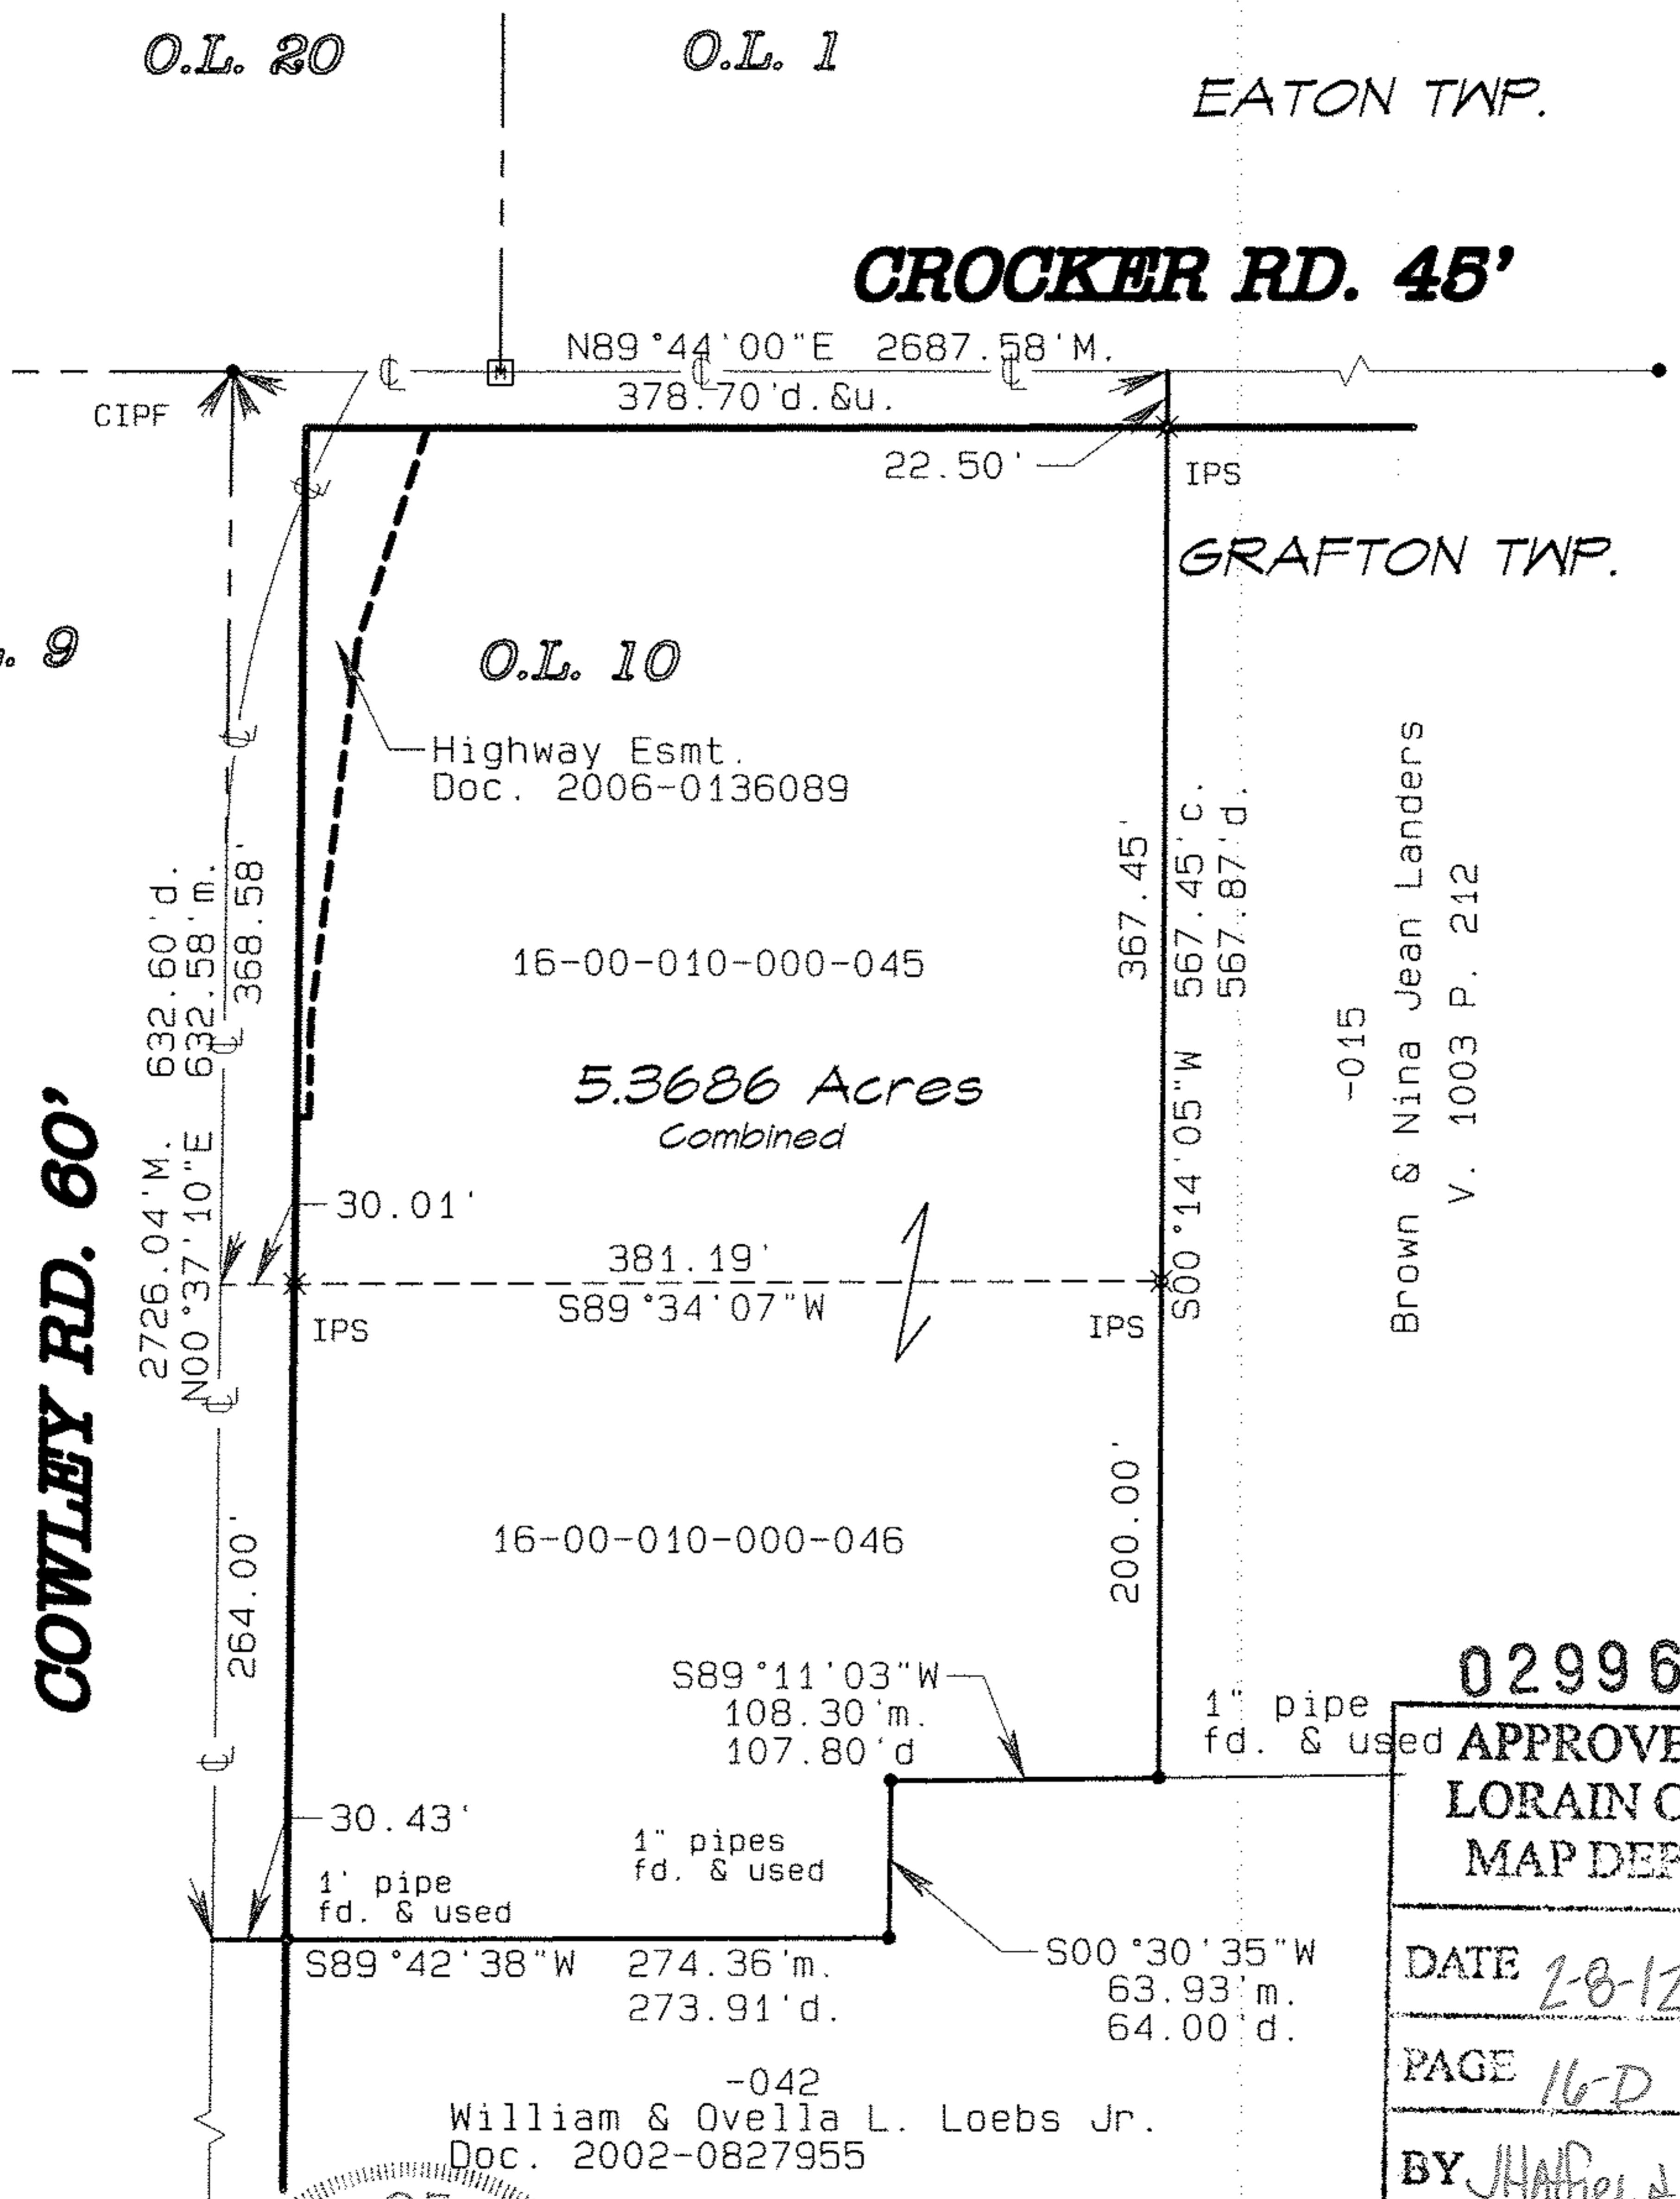 O.L. 20
O.L. 1
EATON TWP.
CROCKER RD. 45'
N89°44'00"E 2687.58'M.
378.70'd.&u.
CIPF
22.50'
IPS
GRAFTON TWP.
9
O.L. 10
Highway Esmt.
Doc. 2006-0136089
632.60'd.
632.58'm.
368.58'
367.45'
567.45'c.
567.87'd.
16-00-010-000-045
5.3686 Acres
Combined
-015
Brown & Nina Jean Landers
V. 1003 P. 212
COWLEY RD. 60'
2726.04'M.
N00°37'10"E
S00°14'05"W
30.01'
381.19'
S89°34'07"W
IPS
IPS
264.00'
200.00'
16-00-010-000-046
S89°11'03"W
108.30'm.
107.80'd
1" pipe
fd. & used
02996
APPROVE
LORAIN C
MAP DEP
30.43'
1' pipe
fd. & used
1" pipes
fd. & used
S89°42'38"W 274.36'm.
273.91'd.
S00°30'35"W
63.93'm.
64.00'd.
DATE 2-8-12
PAGE 16-D
BY
-042
William & Ovella L. Loebs Jr.
Doc. 2002-0827955